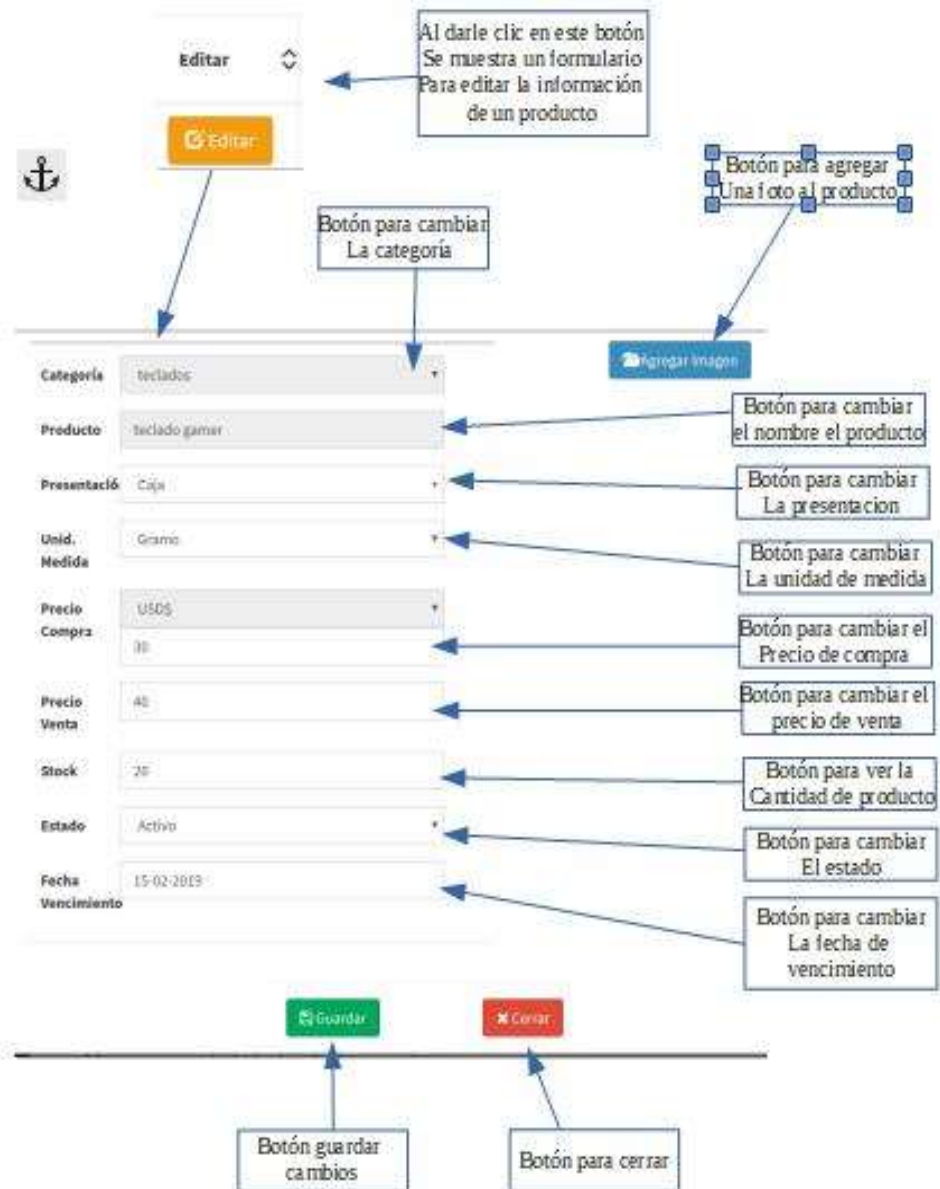 Editar
Al darle clic en este botón
Se muestra un formulario
Para editar la información
de un producto
Editar
Botón para agregar
Una foto al producto
Botón para cambiar
La categoría
Agregar Imagen
Categoría
teclados
Producto
teclado gamer
Botón para cambiar
el nombre el producto
Presentació
Caja
Botón para cambiar
La presentacion
Unid.
Medida
Gramo
Botón para cambiar
La unidad de medida
Precio
Compra
USD$
30
Botón para cambiar el
Precio de compra
Precio
Venta
40
Botón para cambiar el
precio de venta
Stock
20
Botón para ver la
Cantidad de producto
Estado
Activo
Botón para cambiar
El estado
Fecha
Vencimiento
15-02-2019
Botón para cambiar
La fecha de
vencimiento
Guardar
Cerrar
Botón guardar
cambios
Botón para cerrar